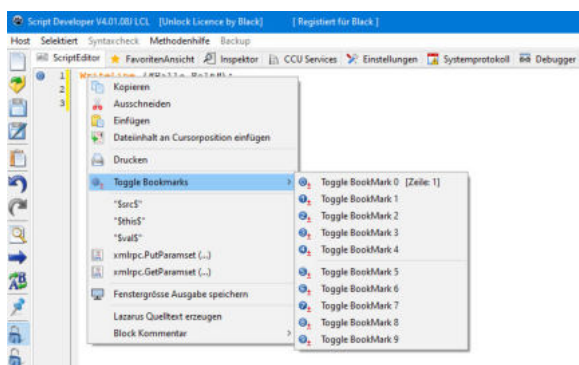 Script Developer V4.01.08J LCL [Unlock Licence by Black] [ Registiert für Black ]
Host Selektiert Syntaxcheck Methodenhilfe Backup
ScriptEditor FavoritenAnsicht Inspektor CCU Services Einstellungen Systemprotokoll Debugger
1
2
3
Kopieren
Ausschneiden
Einfügen
Dateiinhalt an Cursorposition einfügen
Drucken
Toggle Bookmarks
"$src$"
"$this$"
"$val$"
xmlrpc.PutParamset (...)
xmlrpc.GetParamset (...)
Fenstergrösse Ausgabe speichern
Lazarus Quelltext erzeugen
Block Kommentar
Toggle BookMark 0 [Zeile: 1]
Toggle BookMark 1
Toggle BookMark 2
Toggle BookMark 3
Toggle BookMark 4
Toggle BookMark 5
Toggle BookMark 6
Toggle BookMark 7
Toggle BookMark 8
Toggle BookMark 9